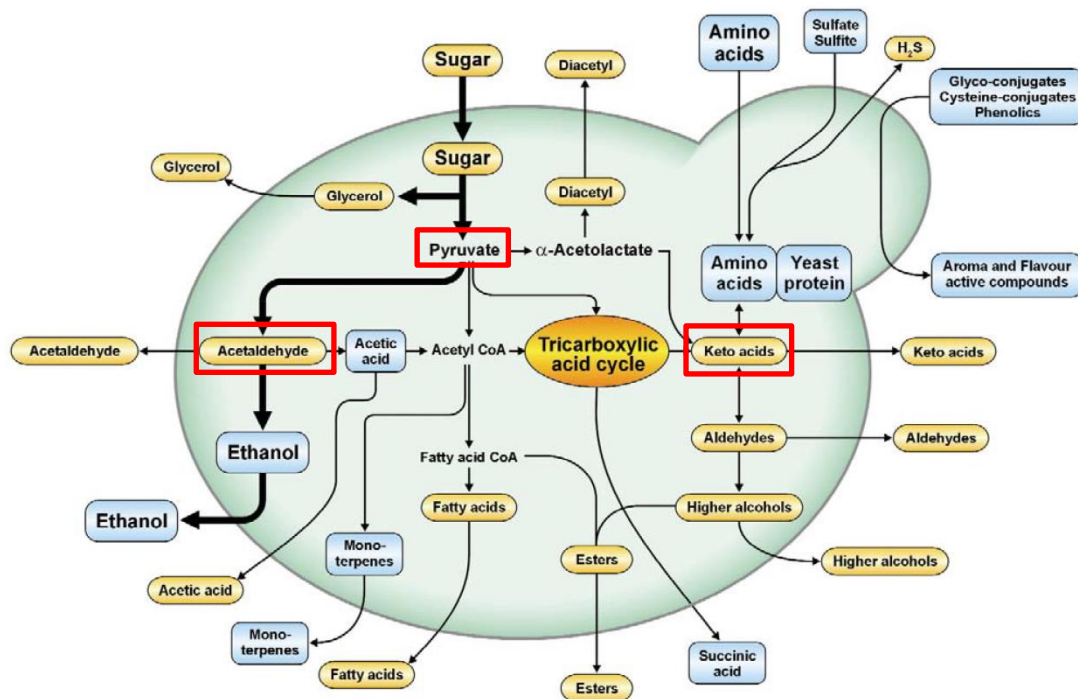 Sugar
Diacetyl
Amino
acids
Sulfate
Sulfite
H₂S
Glyco-conjugates
Cysteine-conjugates
Phenolics
Glycerol
Sugar
Glycerol
Diacetyl
Pyruvate
α-Acetolactate
Amino
acids
Yeast
protein
Aroma and Flavour
active compounds
Acetaldehyde
Acetaldehyde
Acetic
acid
Acetyl CoA
Tricarboxylic
acid cycle
Keto acids
Keto acids
Ethanol
Fatty acid CoA
Aldehydes
Aldehydes
Ethanol
Fatty acids
Higher alcohols
Mono-
terpenes
Esters
Higher alcohols
Acetic acid
Mono-
terpenes
Fatty acids
Esters
Succinic
acid